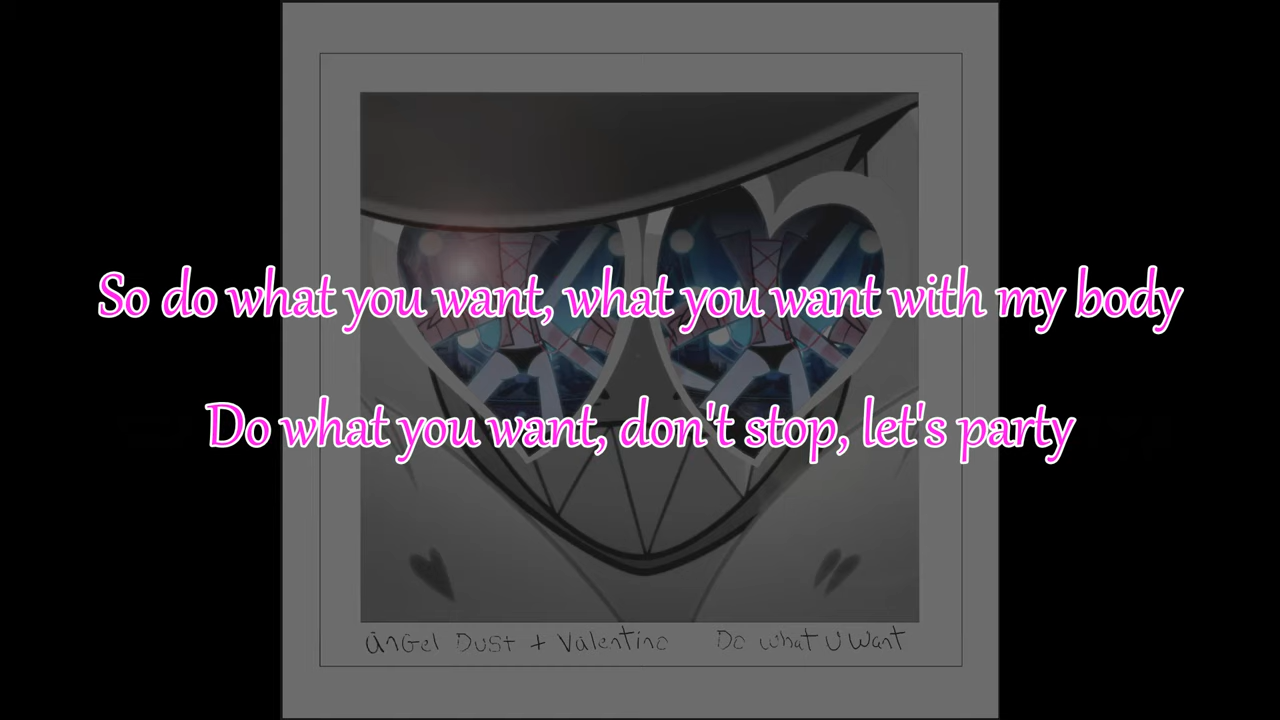 So do what you want, what you want with my body
Do what you want, don't stop, let's party
Angel Dust + Valentino Do what U want